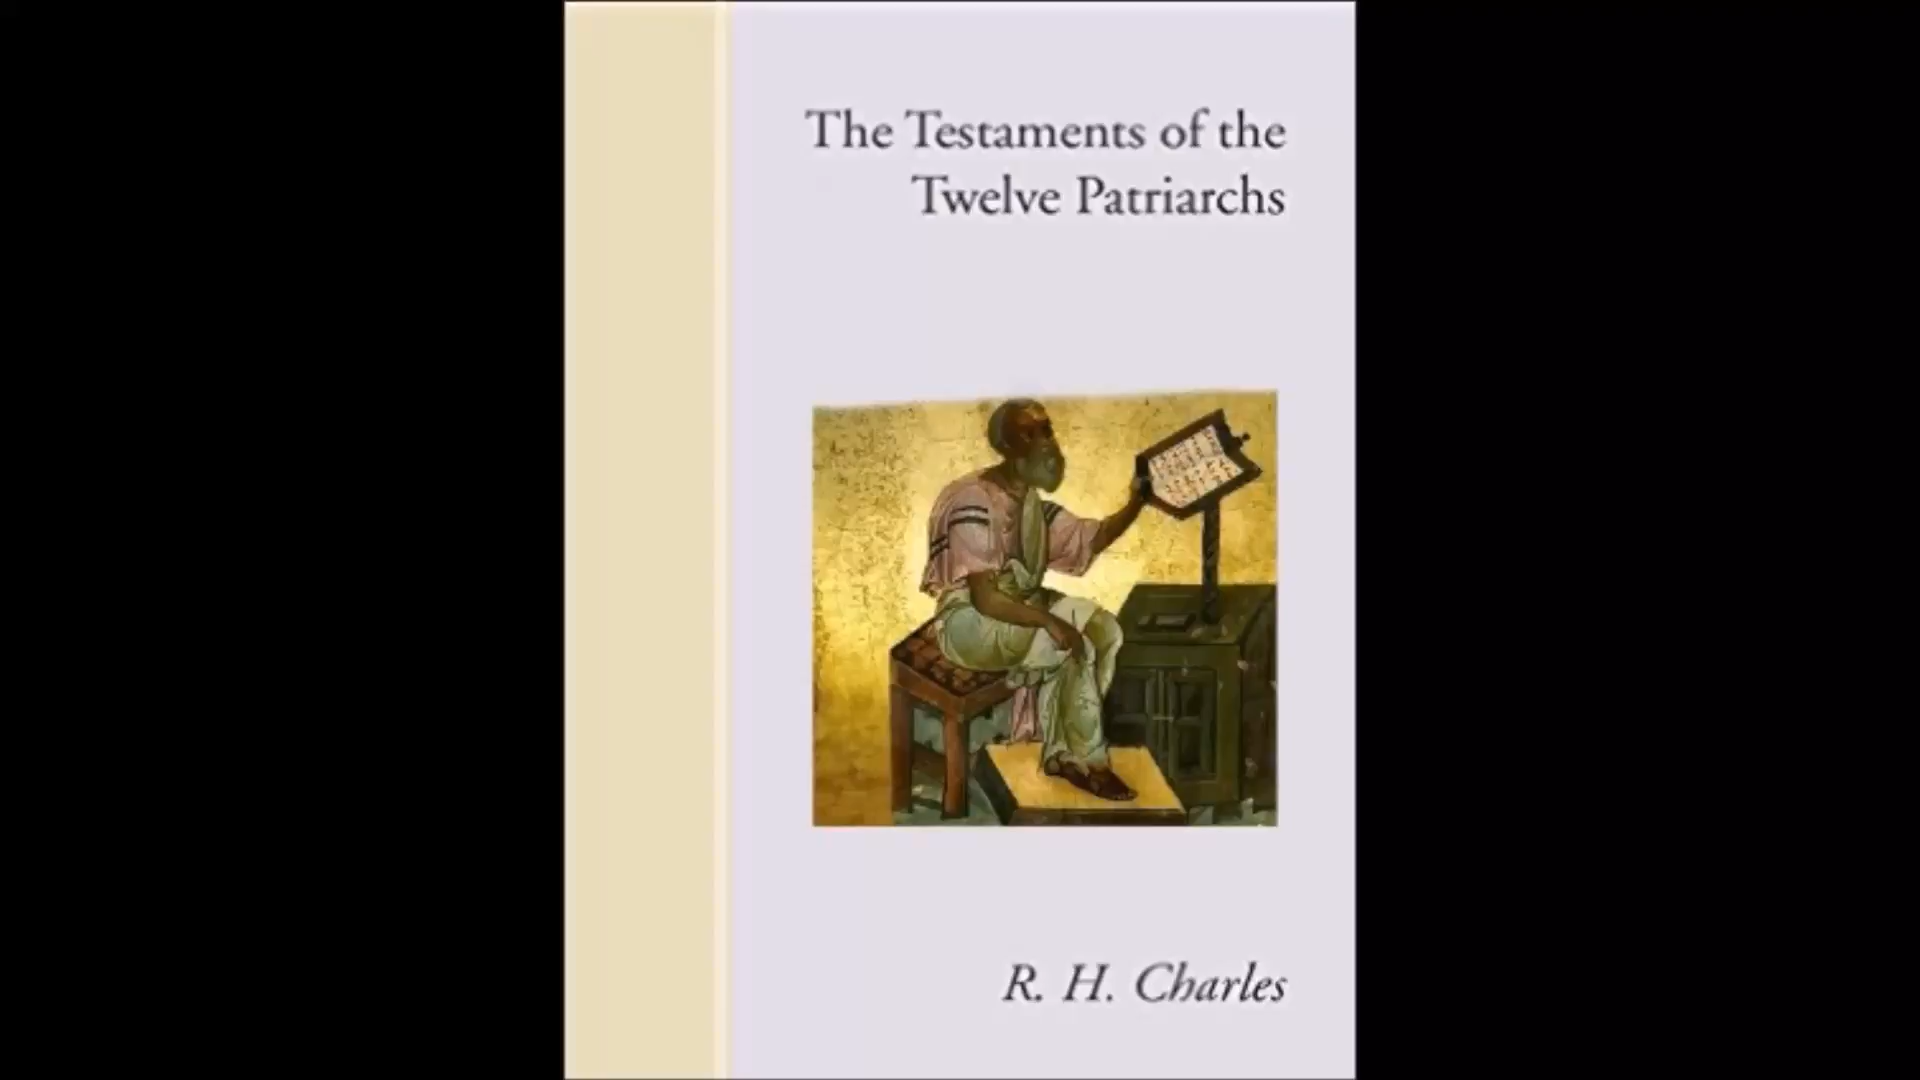 The Testaments of the
Twelve Patriarchs
R. H. Charles